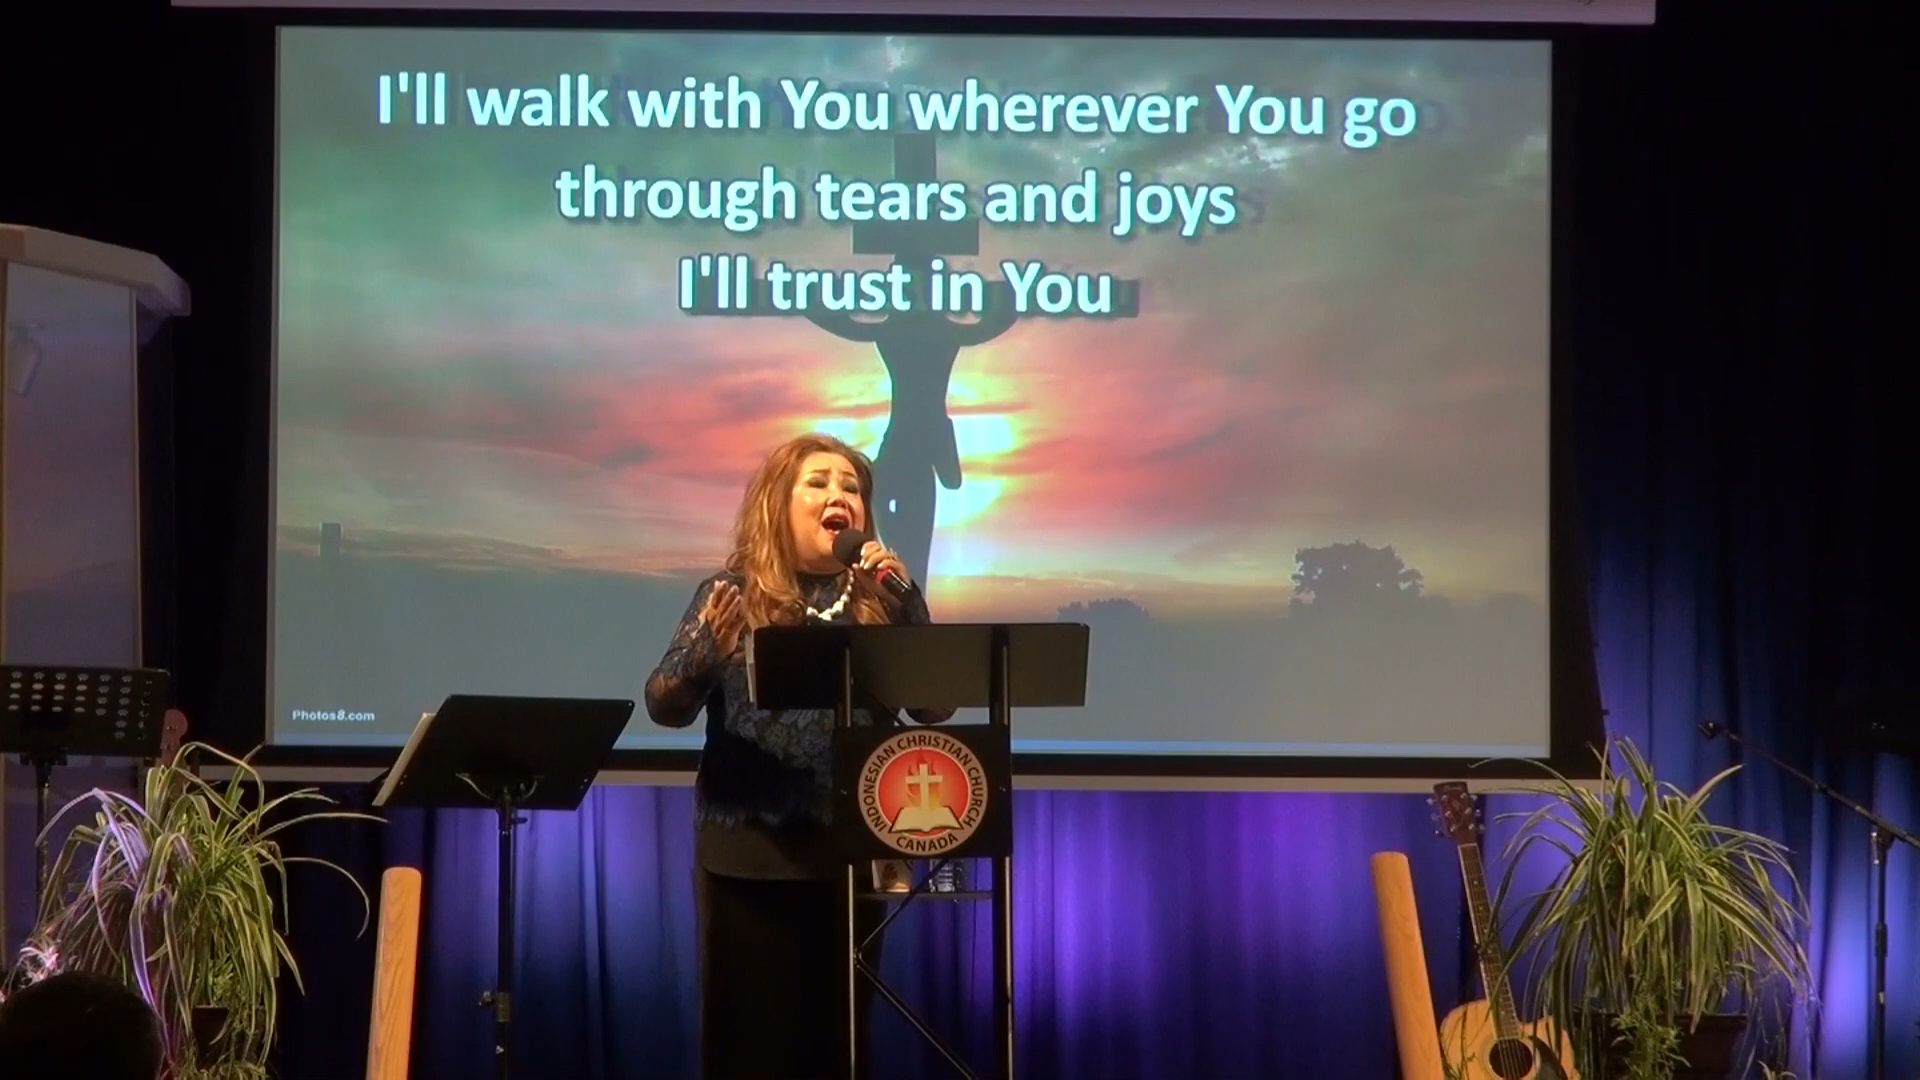 I'll walk with You wherever You go
through tears and joys
I'll trust in You
Photos8.com
INDONESIAN CHRISTIAN CHURCH
CANADA